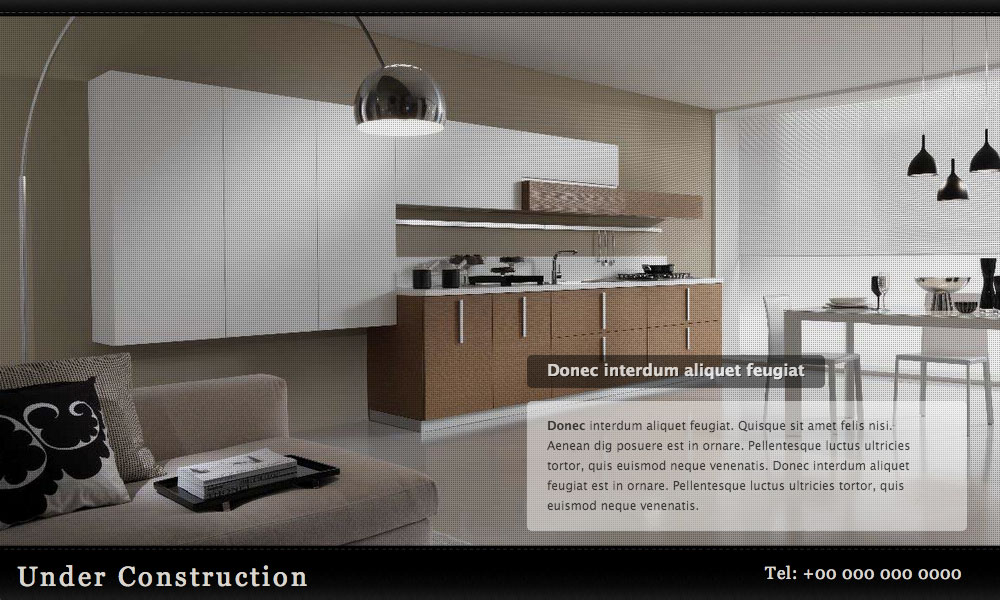 Donec interdum aliquet feugiat
Donec interdum aliquet feugiat. Quisque sit amet felis nisi.
Aenean dig posuere est in ornare. Pellentesque luctus ultricies
tortor, quis euismod neque venenatis. Donec interdum aliquet
feugiat est in ornare. Pellentesque luctus ultricies tortor, quis
euismod neque venenatis.
Under Construction
Tel: +00 000 000 0000